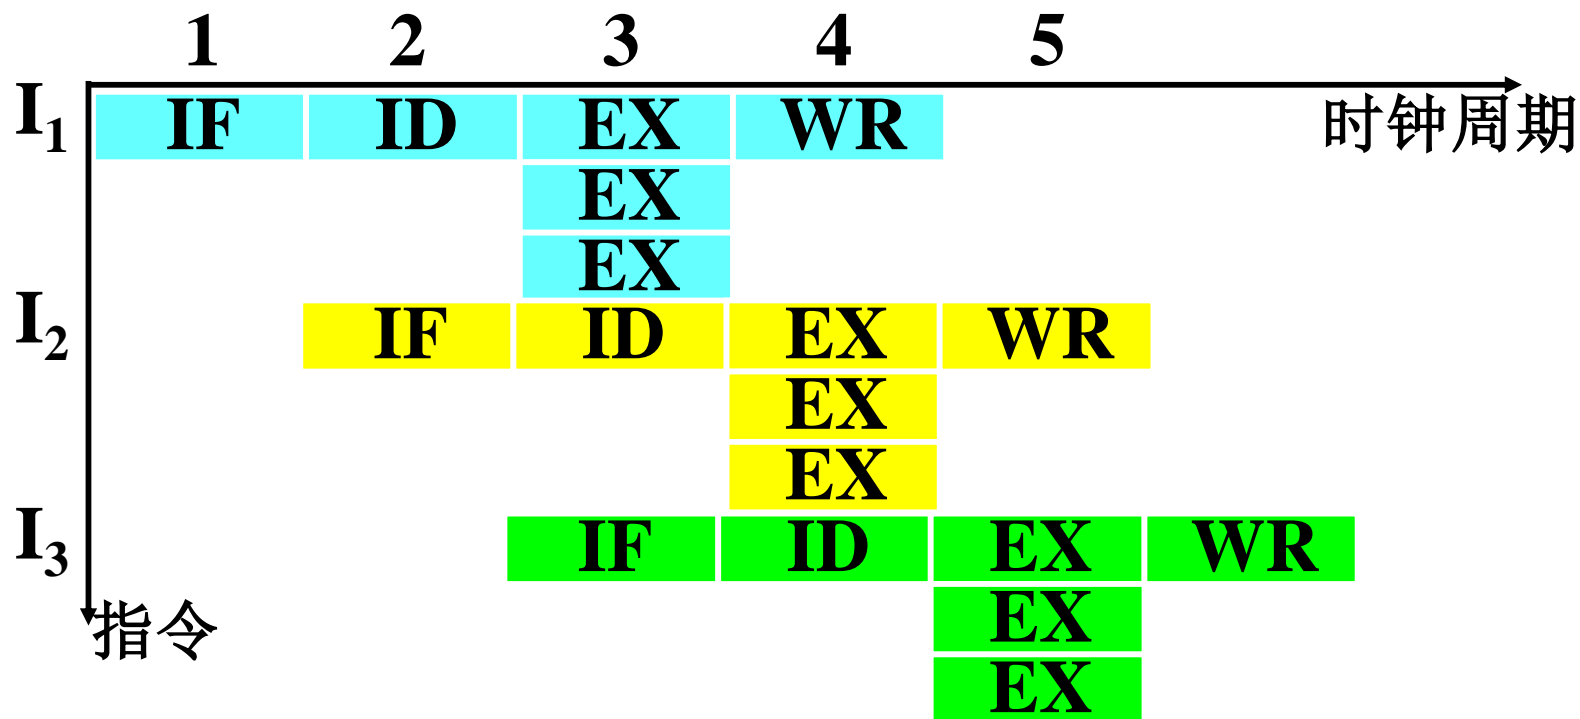 1 2 3 4 5
时钟周期
I1 IF ID EX WR
EX
EX
I2 IF ID EX WR
EX
EX
I3 IF ID EX WR
指令
EX
EX